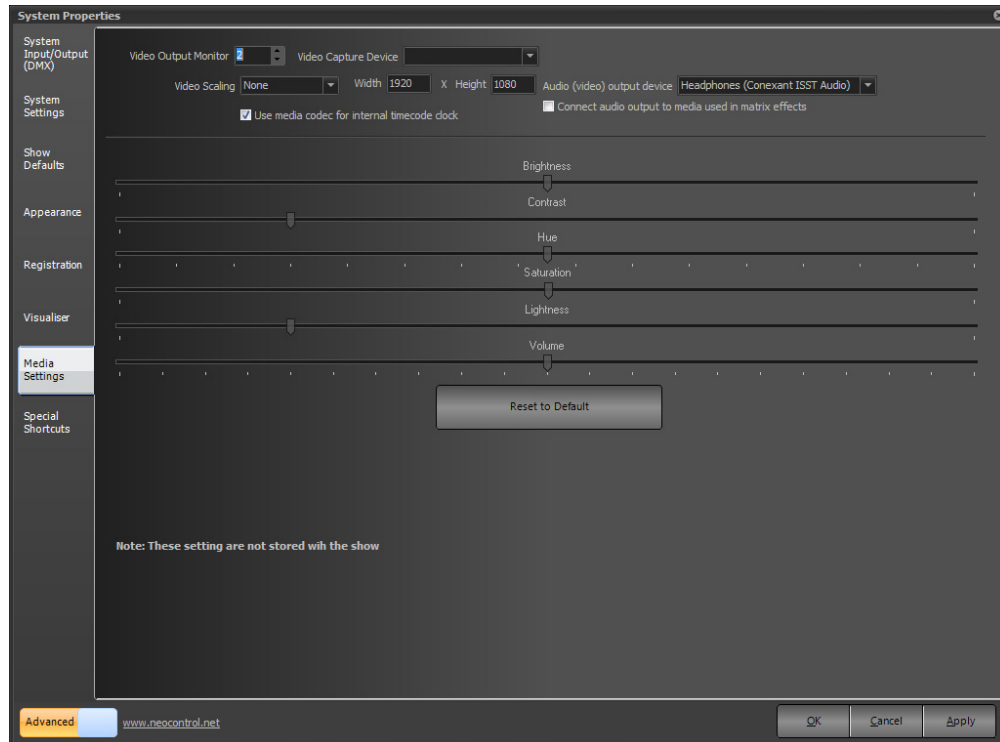 System Properties
System
Input/Output
(DMX)
System
Settings
Show
Defaults
Appearance
Registration
Visualiser
Media
Settings
Special
Shortcuts
Video Output Monitor 2 Video Capture Device
Video Scaling None Width 1920 X Height 1080 Audio (video) output device Headphones (Conexant ISST Audio)
Use media codec for internal timecode clock Connect audio output to media used in matrix effects
Brightness
Contrast
Hue
Saturation
Lightness
Volume
Reset to Default
Note: These setting are not stored wih the show
Advanced www.neocontrol.net OK Cancel Apply